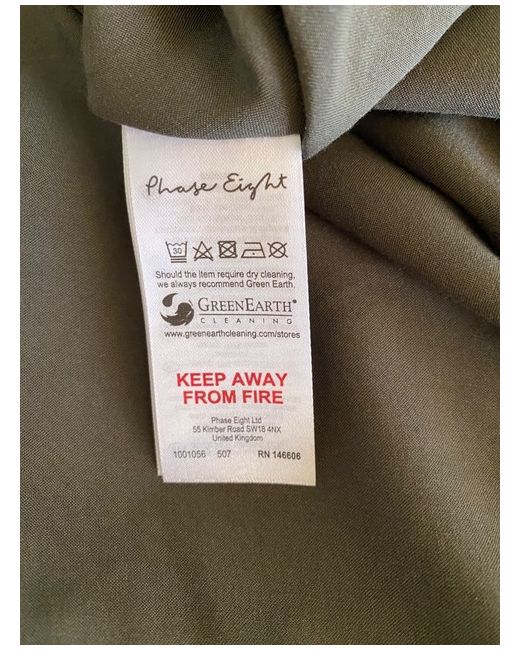 Phase Eight
30
Should the item require dry cleaning,
we always recommend Green Earth.
GREENEARTH®
CLEANING
www.greenearthcleaning.com/stores
KEEP AWAY
FROM FIRE
Phase Eight Ltd
55 Kimber Road SW18 4NX
United Kingdom
1001056 507 RN 146606